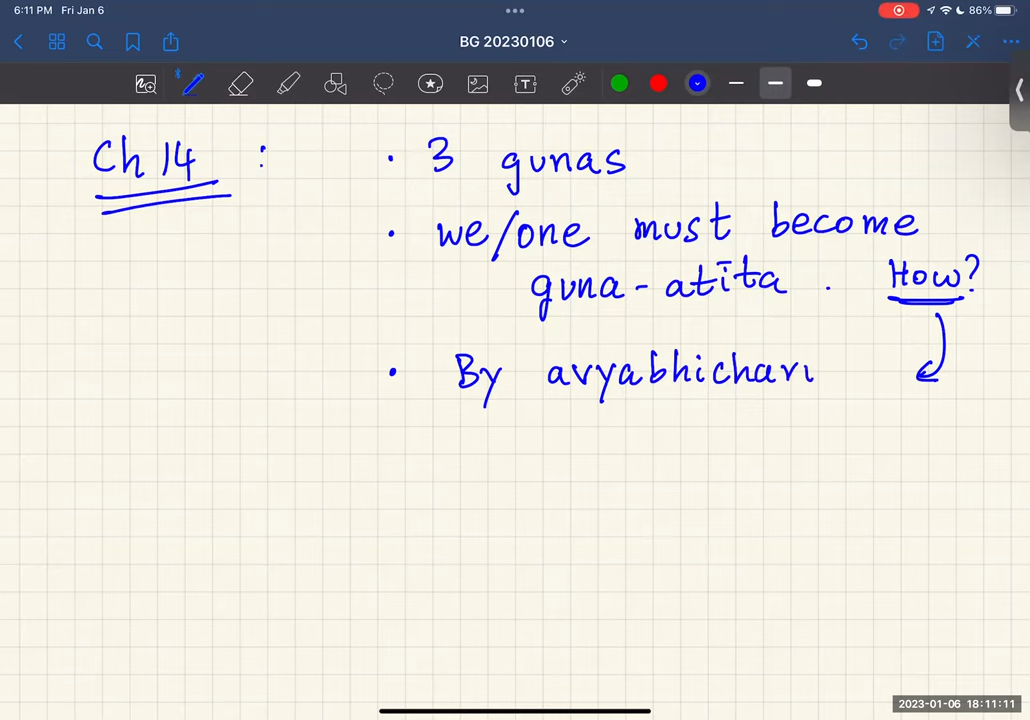 6:11 PM Fri Jan 6
86%
BG 20230106
Ch 14 : · 3 gunas
· we/one must become
guna-atīta . How?
· By avyabhichari
2023-01-06 18:11:11